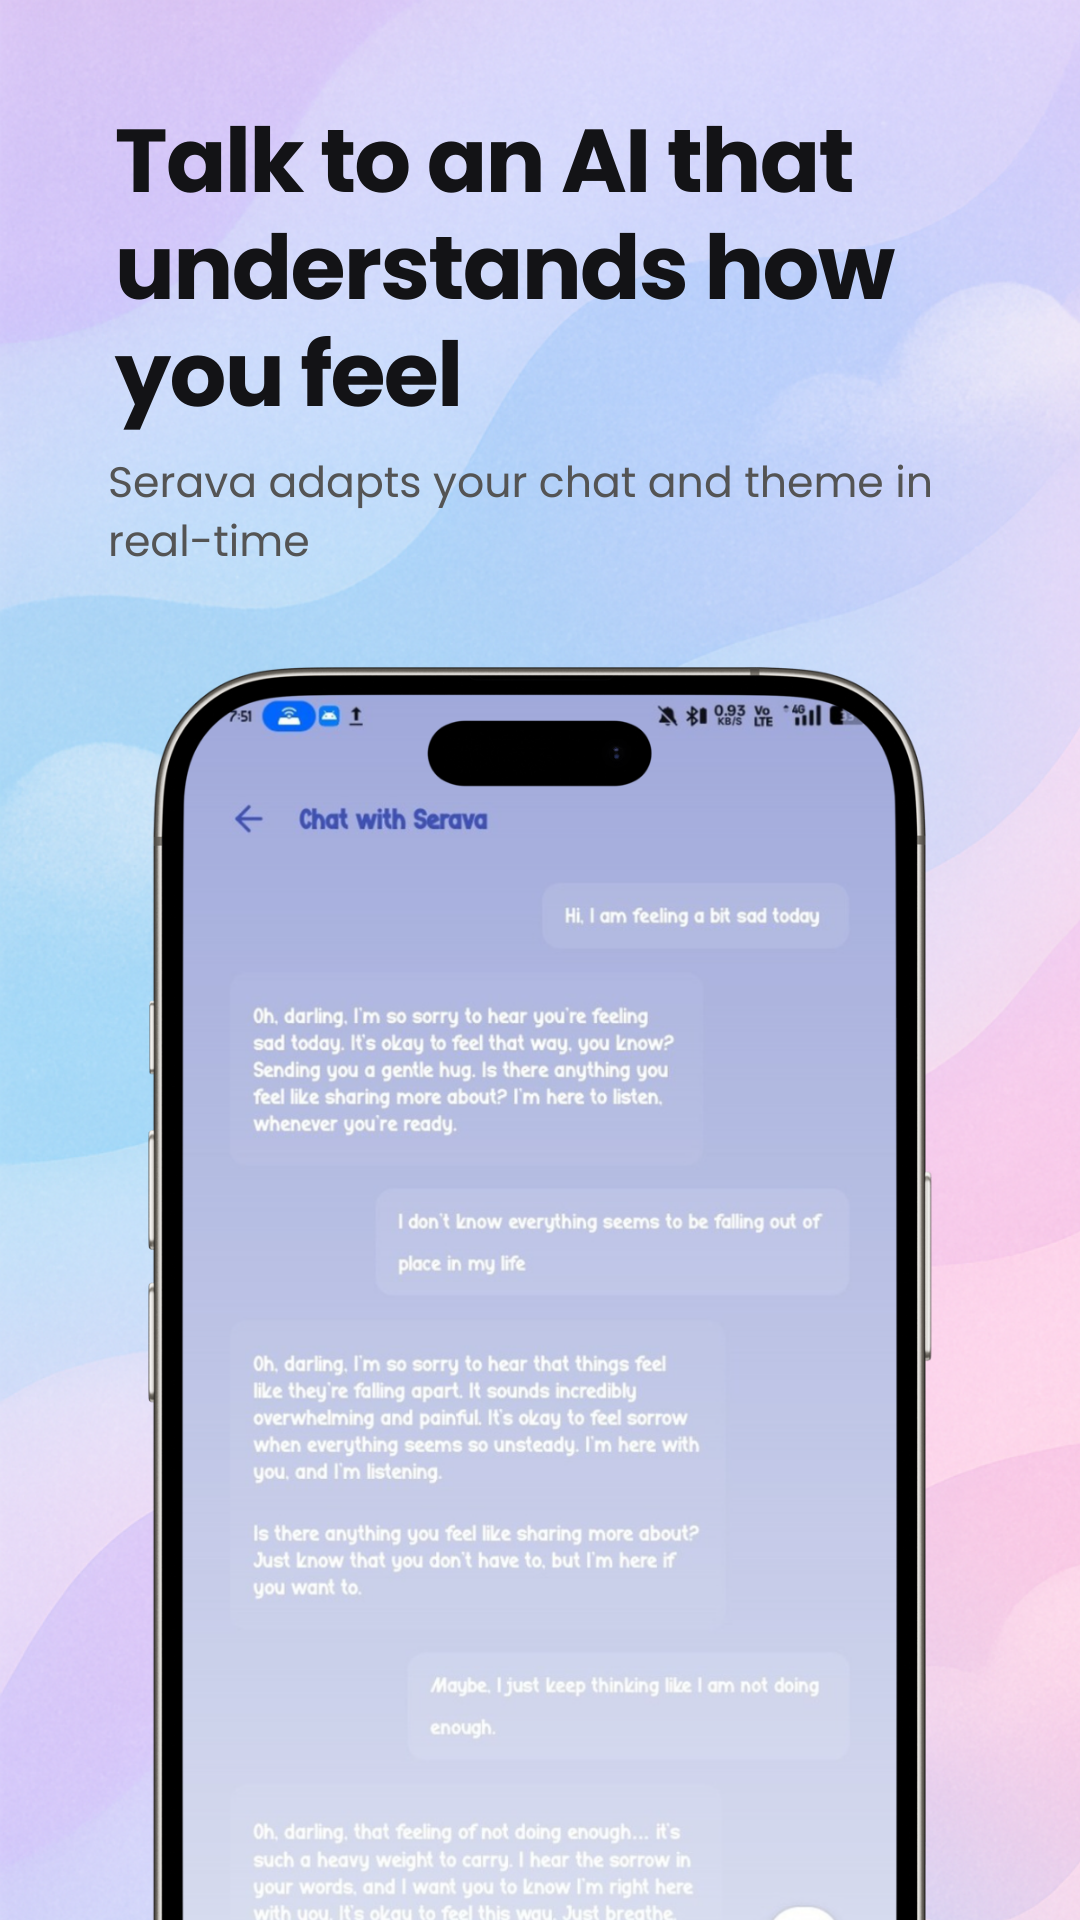 Talk to an AI that
understands how
you feel
Serava adapts your chat and theme in
real-time
7:51
0.93
KB/S
Vo
LTE
4G
Chat with Serava
Hi, I am feeling a bit sad today
Oh, darling, I'm so sorry to hear you're feeling
sad today. It's okay to feel that way, you know?
Sending you a gentle hug. Is there anything you
feel like sharing more about? I'm here to listen,
whenever you're ready.
I don't know everything seems to be falling out of
place in my life
Oh, darling, I'm so sorry to hear that things feel
like they're falling apart. It sounds incredibly
overwhelming and painful. It's okay to feel sorrow
when everything seems so unsteady. I'm here with
you, and I'm listening.
Is there anything you feel like sharing more about?
Just know that you don't have to, but I'm here if
you want to.
Maybe, I just keep thinking like I am not doing
enough.
Oh, darling, that feeling of not doing enough... it's
such a heavy weight to carry. I hear the sorrow in
your words, and I want you to know I'm right here
with you. It's okay to feel this way. Just breathe,